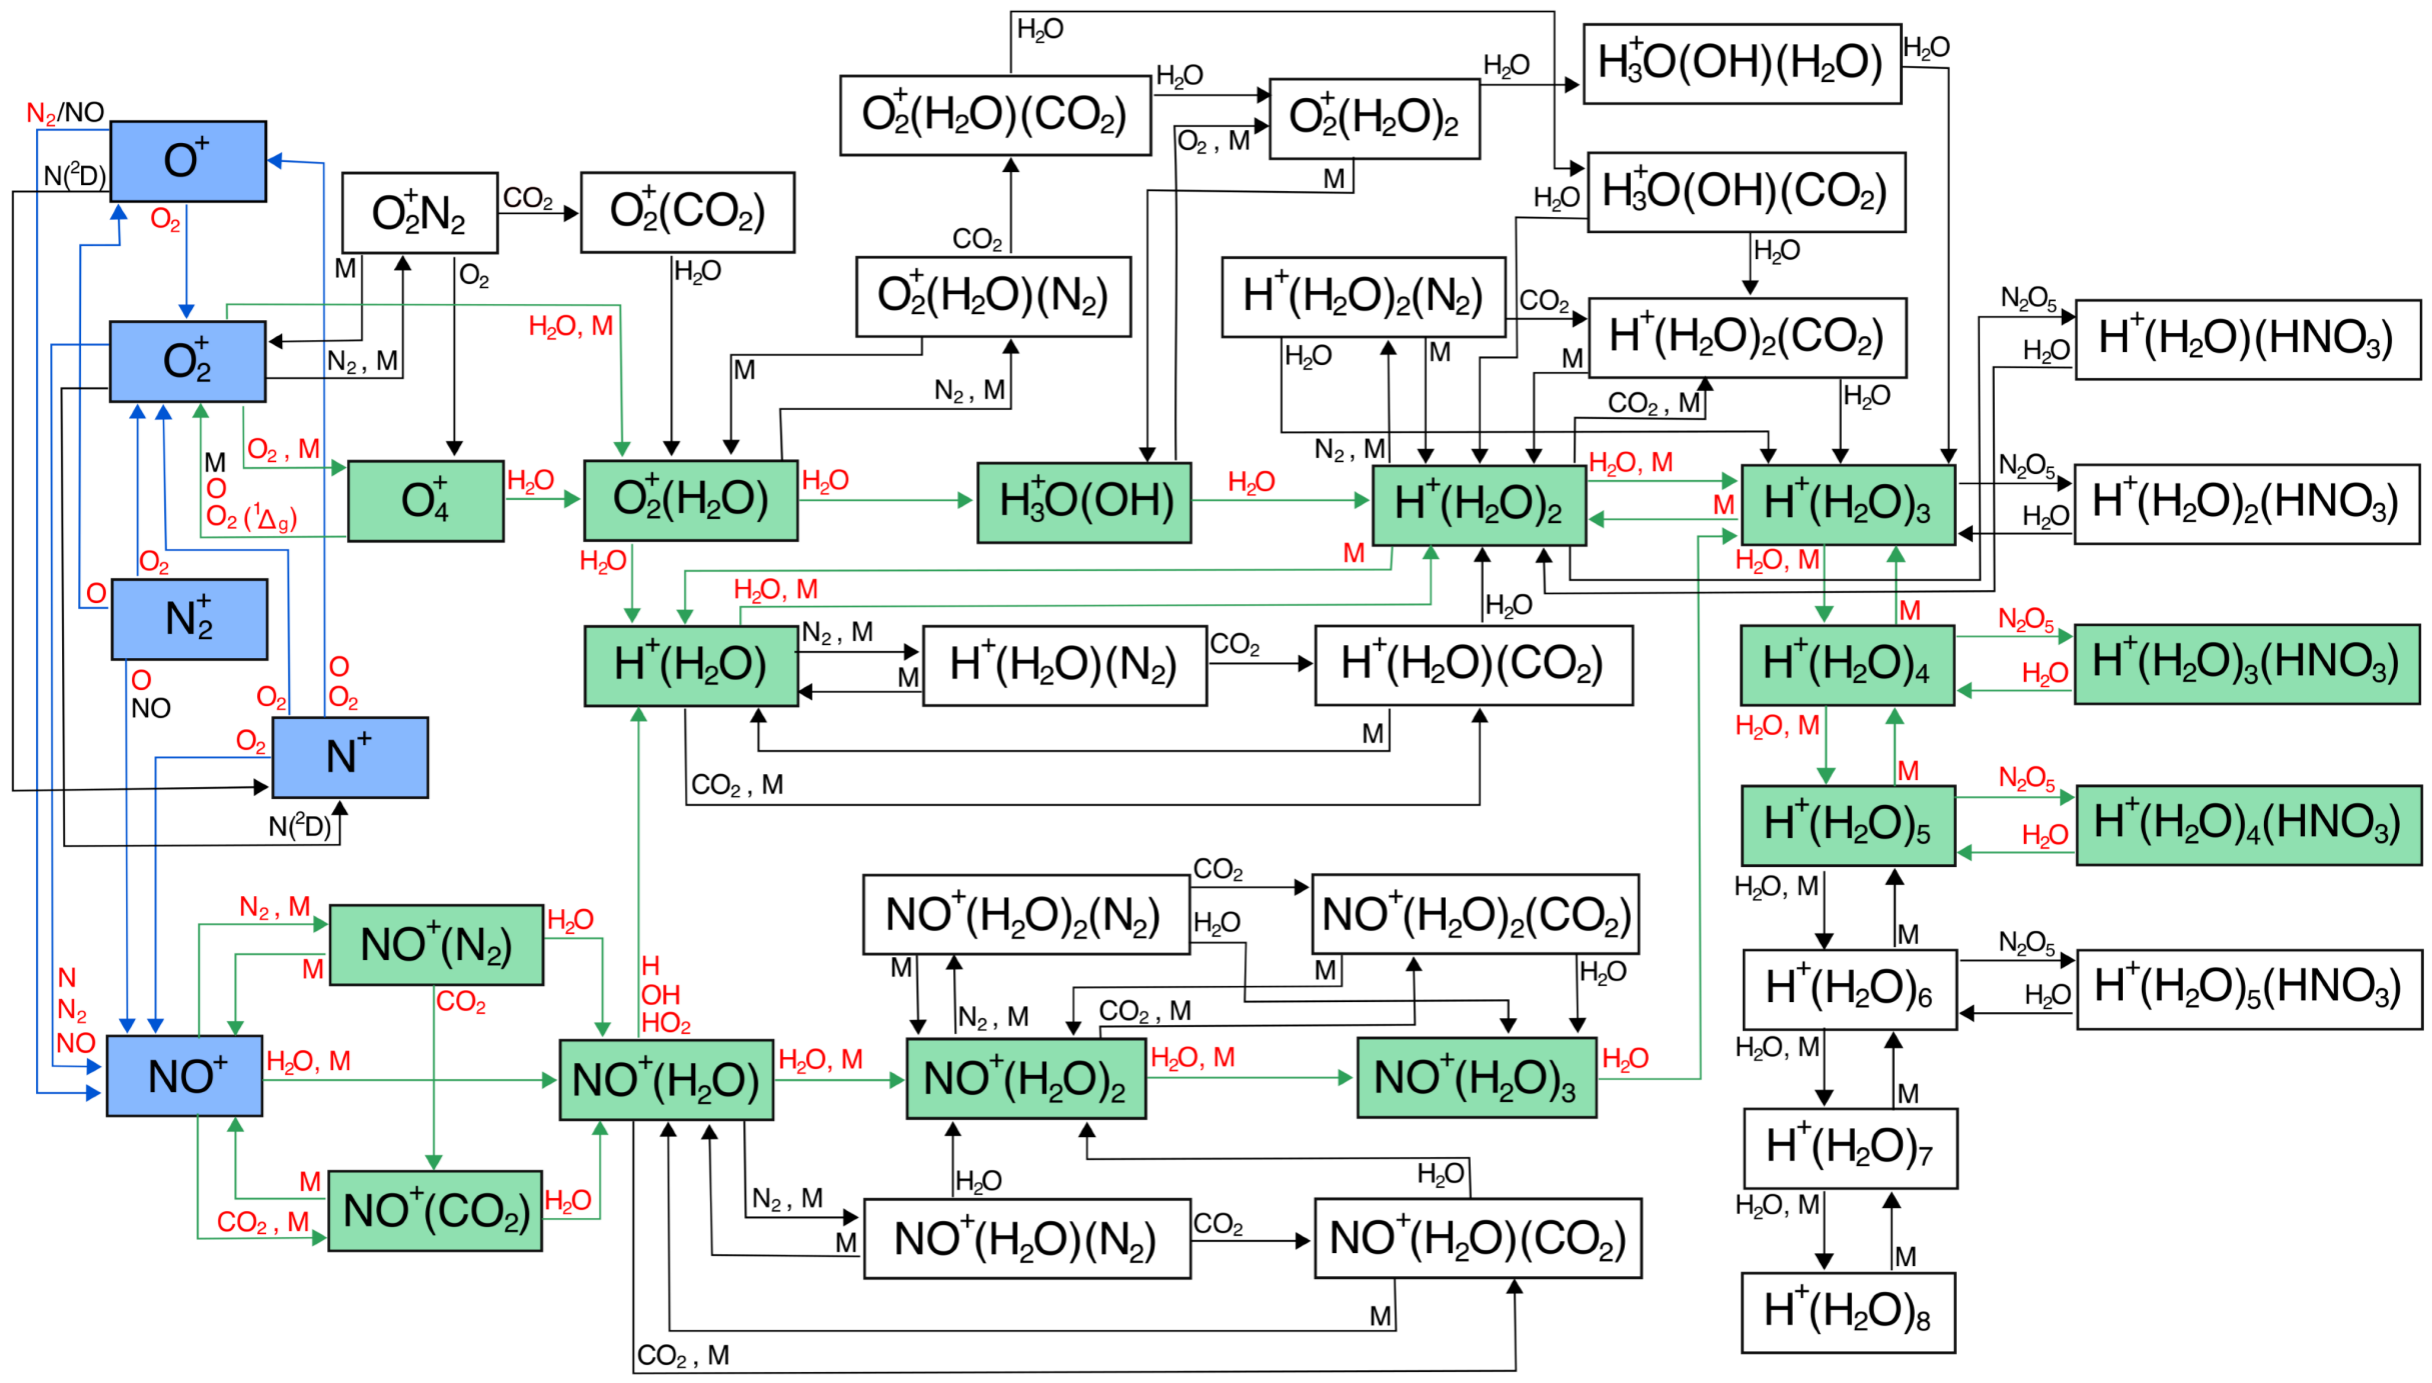 H₂O
H₃⁺O(OH)(H₂O)
H₂O
O₂⁺(H₂O)(CO₂)
H₂O
O₂⁺(H₂O)₂
H₂O
N₂/NO
O⁺
N(²D)
O₂
O₂⁺N₂
CO₂
O₂⁺(CO₂)
O₂ , M
M
H₃⁺O(OH)(CO₂)
H₂O
H₂O
M
O₂
H₂O
CO₂
O₂⁺(H₂O)(N₂)
H⁺(H₂O)₂(N₂)
CO₂
H⁺(H₂O)₂(CO₂)
N₂O₅
H⁺(H₂O)(HNO₃)
H₂O
O₂⁺
H₂O, M
N₂ , M
M
N₂ , M
H₂O
M
M
CO₂ , M
H₂O
O₂ , M
M
O
O₂ (¹Δg)
O₄⁺
H₂O
O₂⁺(H₂O)
H₂O
H₃⁺O(OH)
H₂O
N₂ , M
H⁺(H₂O)₂
H₂O, M
M
H⁺(H₂O)₃
N₂O₅
H₂O
H⁺(H₂O)₂(HNO₃)
O₂
H₂O
M
H₂O, M
H₂O, M
O
N₂⁺
H⁺(H₂O)
N₂ , M
M
H⁺(H₂O)(N₂)
CO₂
H⁺(H₂O)(CO₂)
H₂O
M
H⁺(H₂O)₄
N₂O₅
H₂O
H⁺(H₂O)₃(HNO₃)
O
NO
O₂
O
O₂
O₂
N⁺
N(²D)
M
CO₂ , M
H₂O, M
M
H⁺(H₂O)₅
N₂O₅
H₂O
H⁺(H₂O)₄(HNO₃)
N₂ , M
M
NO⁺(N₂)
H₂O
CO₂
NO⁺(H₂O)₂(N₂)
CO₂
H₂O
NO⁺(H₂O)₂(CO₂)
H₂O, M
M
N
N₂
NO
H
OH
HO₂
M
N₂ , M
M
CO₂ , M
H₂O
H⁺(H₂O)₆
N₂O₅
H₂O
H⁺(H₂O)₅(HNO₃)
NO⁺
H₂O, M
NO⁺(H₂O)
H₂O, M
NO⁺(H₂O)₂
H₂O, M
NO⁺(H₂O)₃
H₂O
H₂O, M
M
H⁺(H₂O)₇
M
CO₂ , M
NO⁺(CO₂)
H₂O
N₂ , M
M
H₂O
NO⁺(H₂O)(N₂)
CO₂
H₂O
NO⁺(H₂O)(CO₂)
H₂O, M
M
H⁺(H₂O)₈
M
CO₂ , M